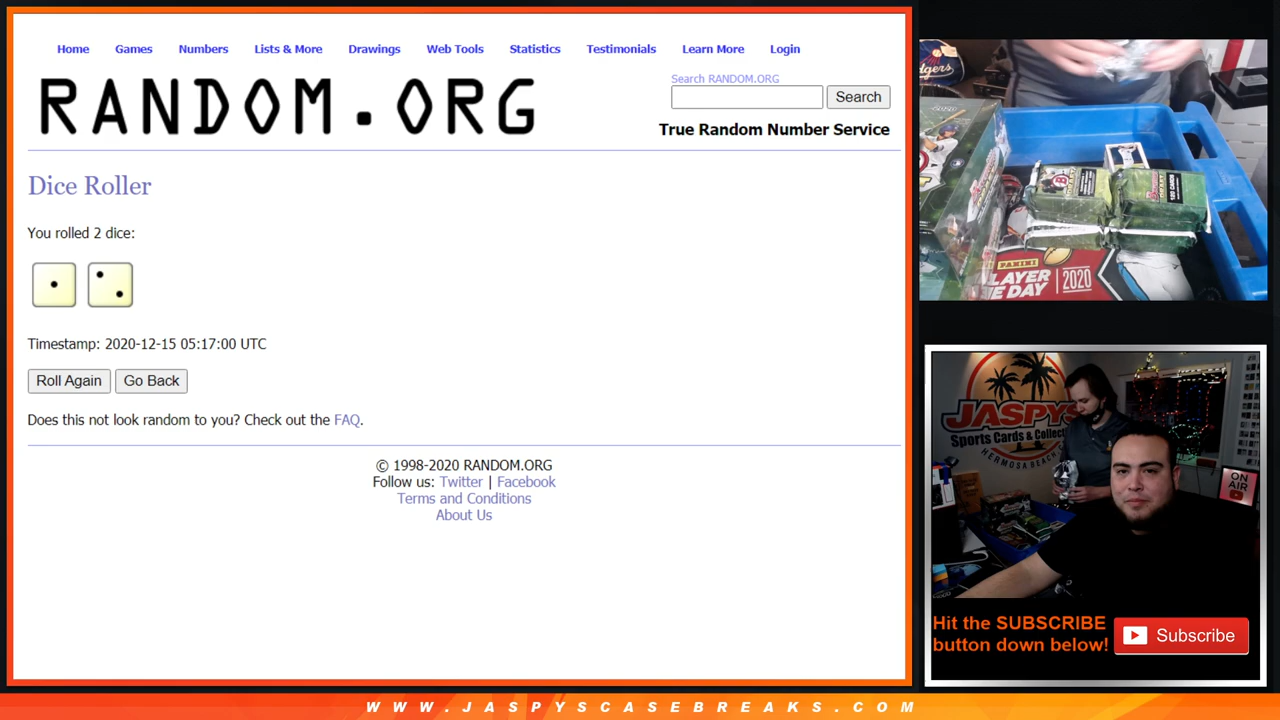 Home Games Numbers Lists & More Drawings Web Tools Statistics Testimonials Learn More Login
RANDOM.ORG
Search RANDOM.ORG
Search
True Random Number Service
Dice Roller
You rolled 2 dice:
Timestamp: 2020-12-15 05:17:00 UTC
Roll Again Go Back
Does this not look random to you? Check out the FAQ.
© 1998-2020 RANDOM.ORG
Follow us: Twitter | Facebook
Terms and Conditions
About Us
PANINI
PLAYER
2020
180 CARDS
JASPYS
Sports Cards & Collect
HERMOSA BEACH
ON
AIR
Hit the SUBSCRIBE
button down below!
Subscribe
WWW.JASPYSCASEBREAKS.COM